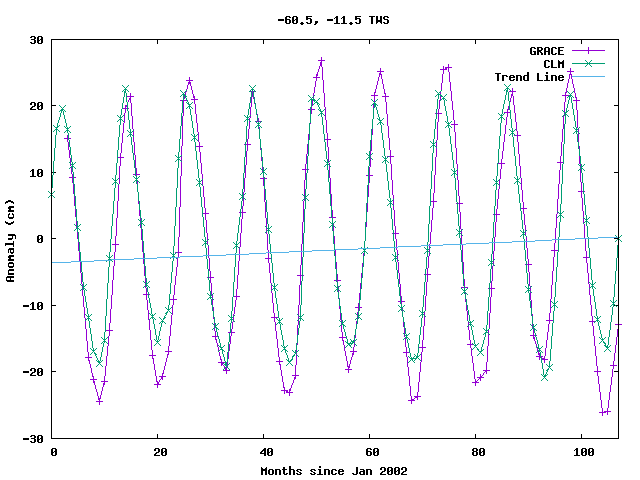 -60.5, -11.5 TWS
30
20
10
0
-10
-20
-30
Anomaly (cm)
GRACE
CLM
Trend Line
0 20 40 60 80 100
Months since Jan 2002